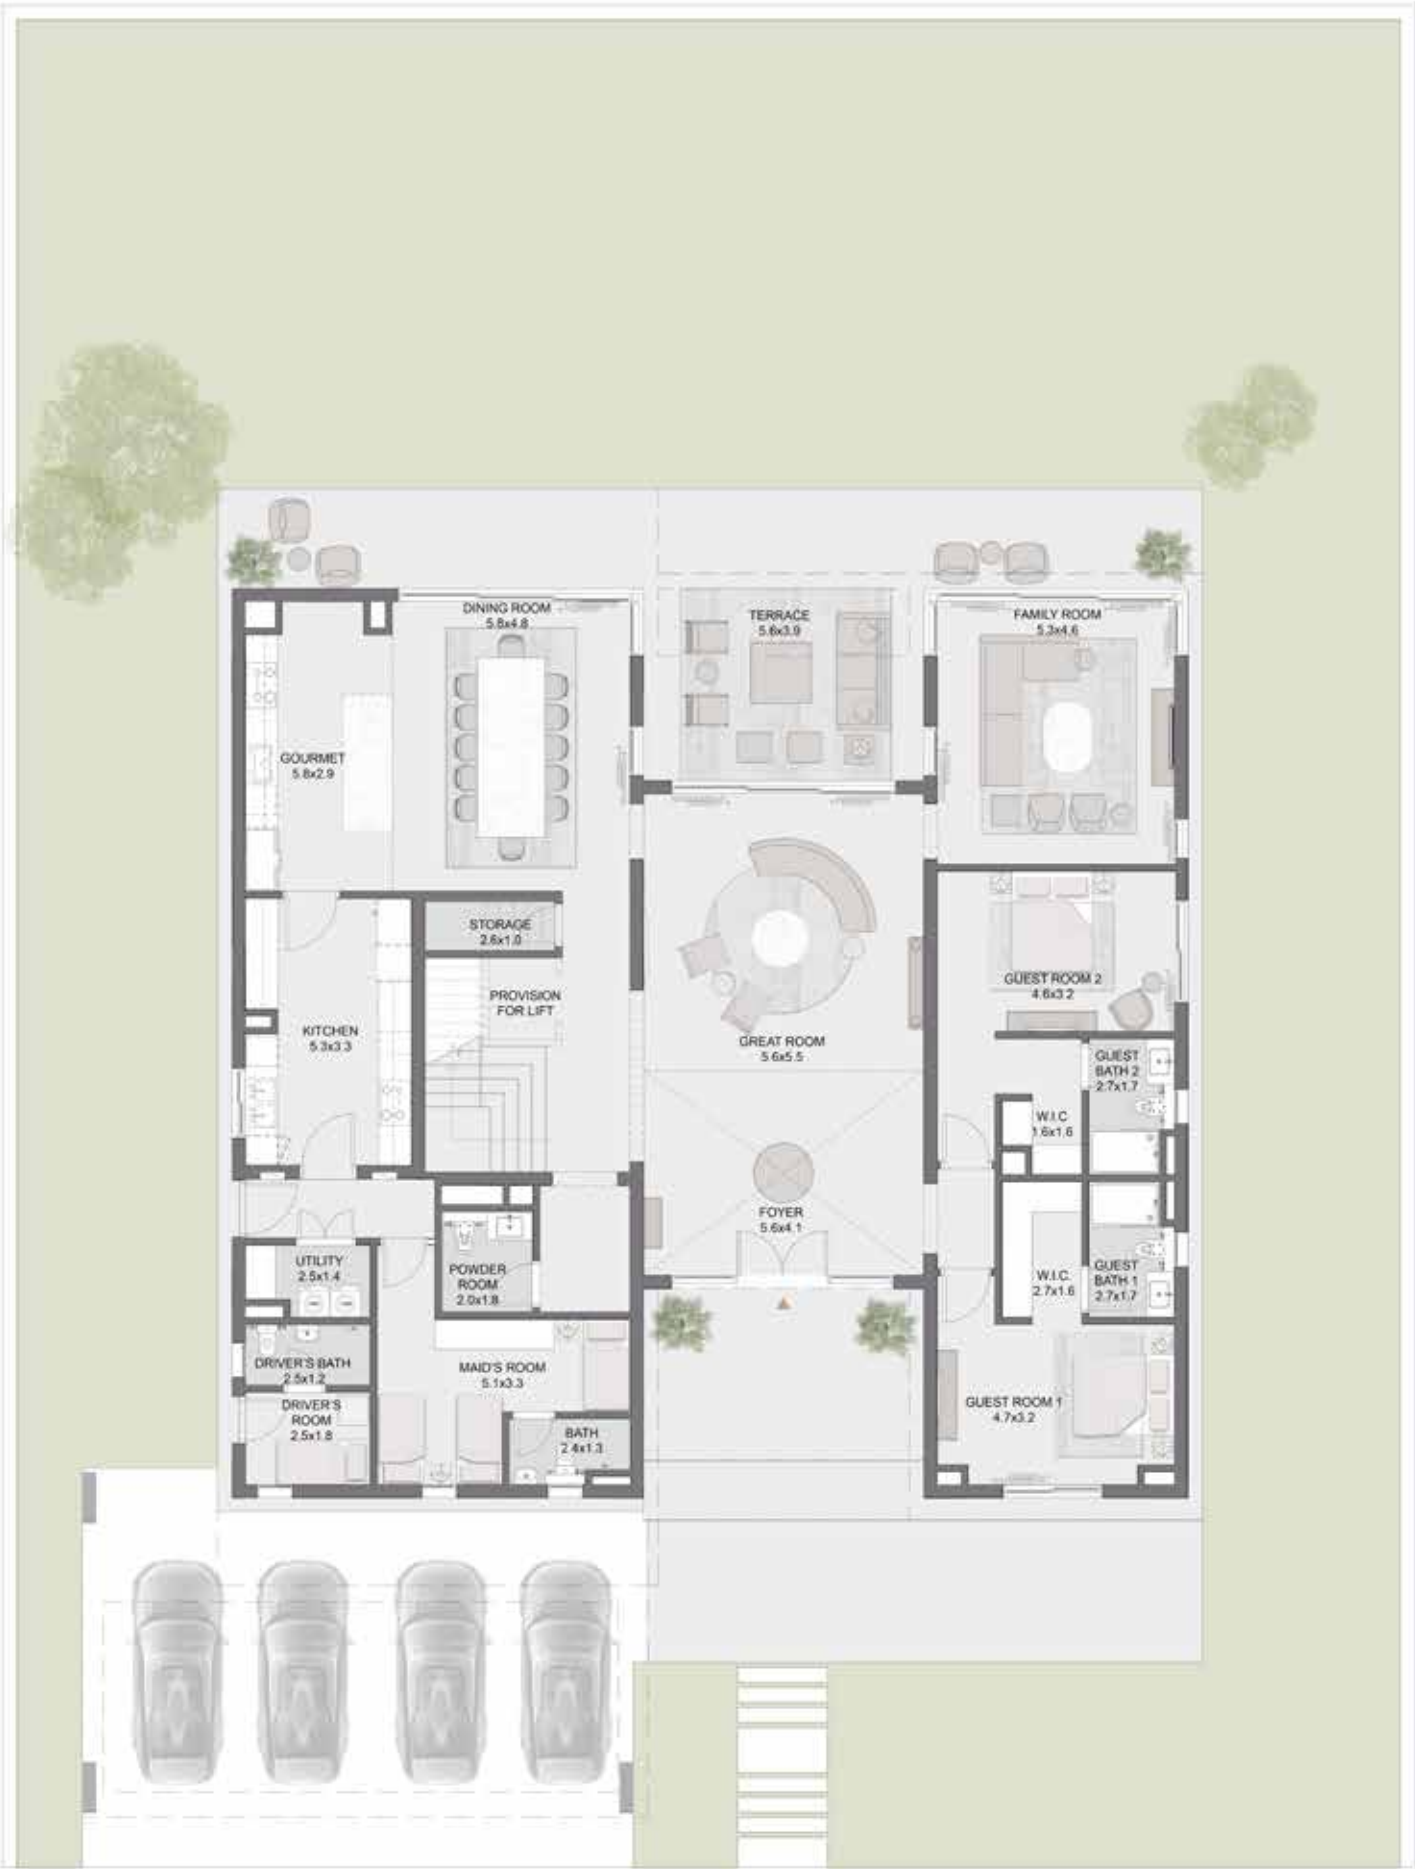 DINING ROOM
5.8x4.8
TERRACE
5.6x3.9
FAMILY ROOM
5.3x4.6
GOURMET
5.8x2.9
STORAGE
2.6x1.0
PROVISION
FOR LIFT
KITCHEN
5.3x3.3
GREAT ROOM
5.6x5.5
GUEST ROOM 2
4.6x3.2
GUEST
BATH 2
2.7x1.7
W.I.C
1.6x1.6
FOYER
5.6x4.1
UTILITY
2.5x1.4
POWDER
ROOM
2.0x1.8
W.I.C.
2.7x1.6
GUEST
BATH 1
2.7x1.7
DRIVER'S BATH
2.5x1.2
MAID'S ROOM
5.1x3.3
DRIVER'S
ROOM
2.5x1.8
BATH
2.4x1.3
GUEST ROOM 1
4.7x3.2